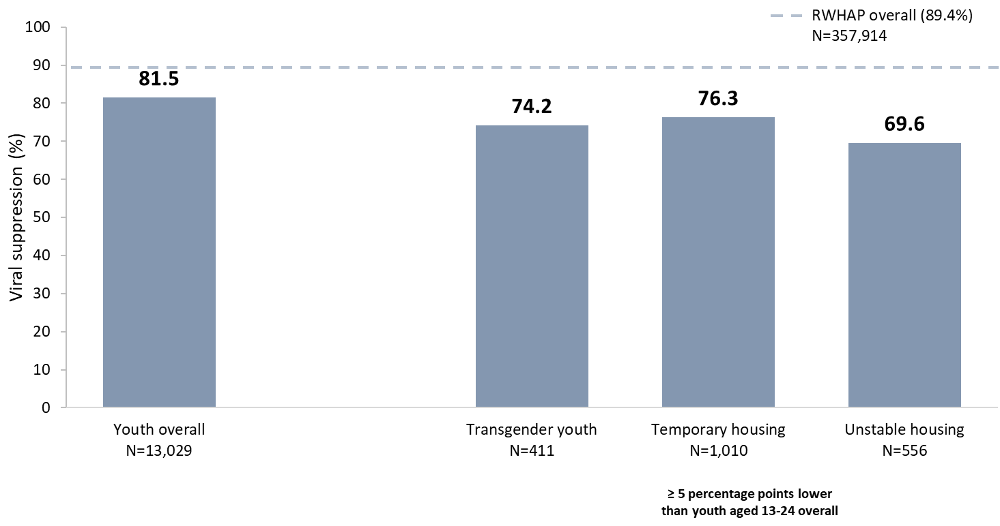 RWHAP overall (89.4%)
N=357,914
Viral suppression (%)
100
90
80
70
60
50
40
30
20
10
0
81.5
74.2
76.3
69.6
Youth overall
N=13,029
Transgender youth
N=411
Temporary housing
N=1,010
Unstable housing
N=556
≥ 5 percentage points lower
than youth aged 13-24 overall